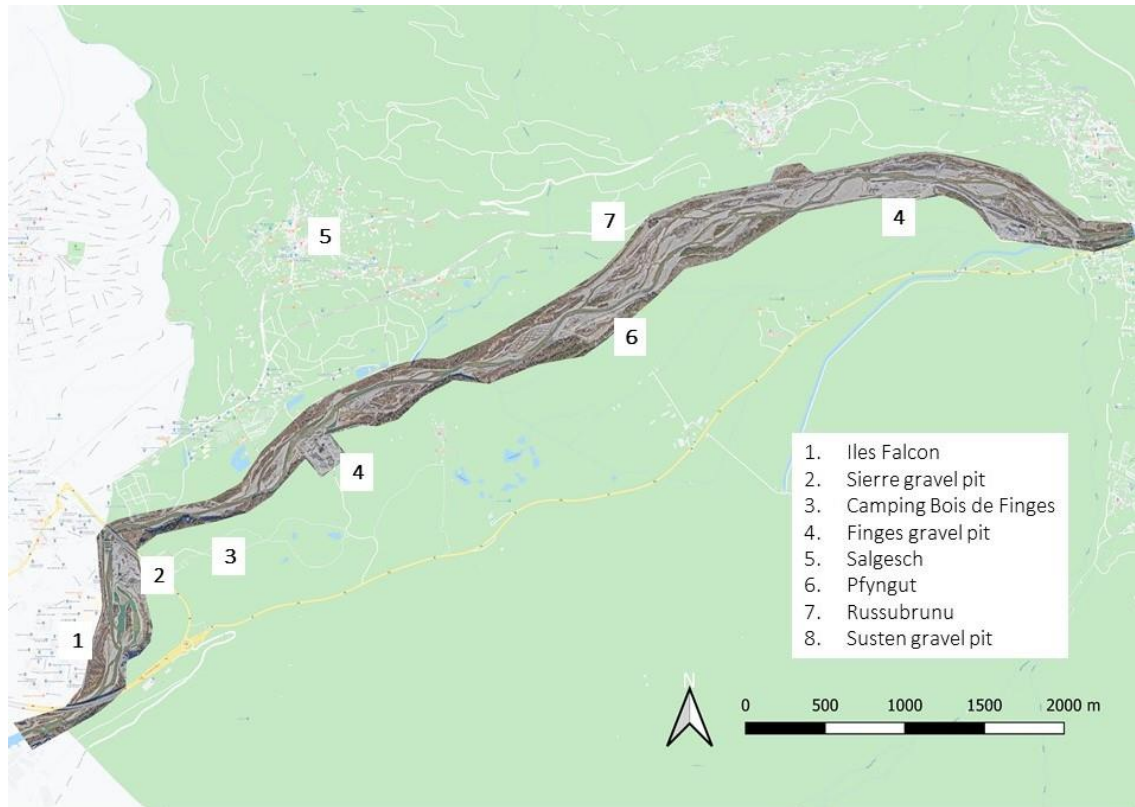 7
5
4
6
4
3
2
1
1. Iles Falcon
2. Sierre gravel pit
3. Camping Bois de Finges
4. Finges gravel pit
5. Salgesch
6. Pfyngut
7. Russubrunu
8. Susten gravel pit
N
0 500 1000 1500 2000 m